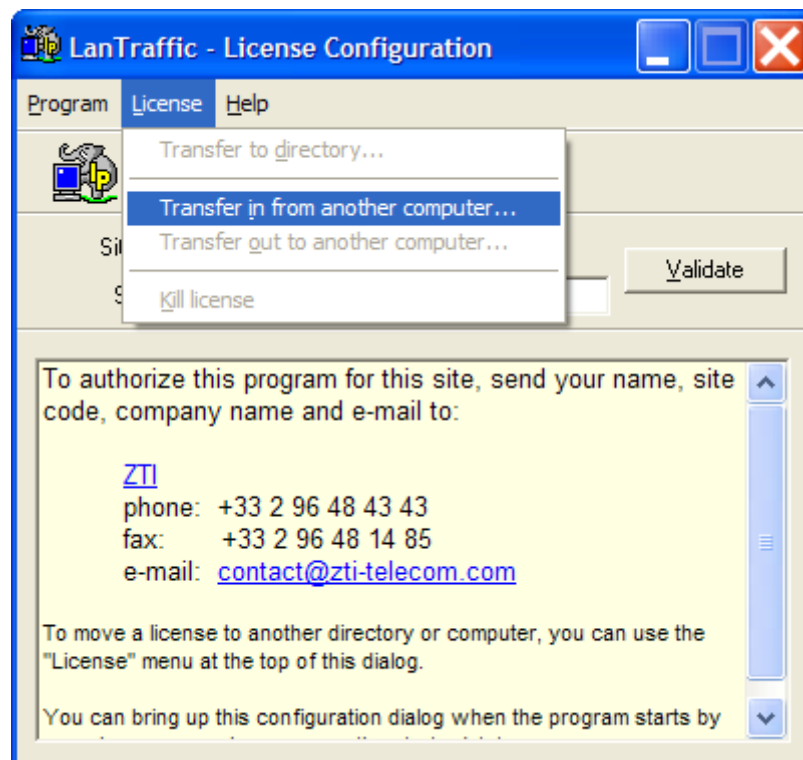 LanTraffic - License Configuration
Program License Help
Transfer to directory...
Transfer in from another computer...
Transfer out to another computer...
Kill license
Validate
To authorize this program for this site, send your name, site
code, company name and e-mail to:
ZTI
phone: +33 2 96 48 43 43
fax: +33 2 96 48 14 85
e-mail: contact@zti-telecom.com
To move a license to another directory or computer, you can use the
"License" menu at the top of this dialog.
You can bring up this configuration dialog when the program starts by